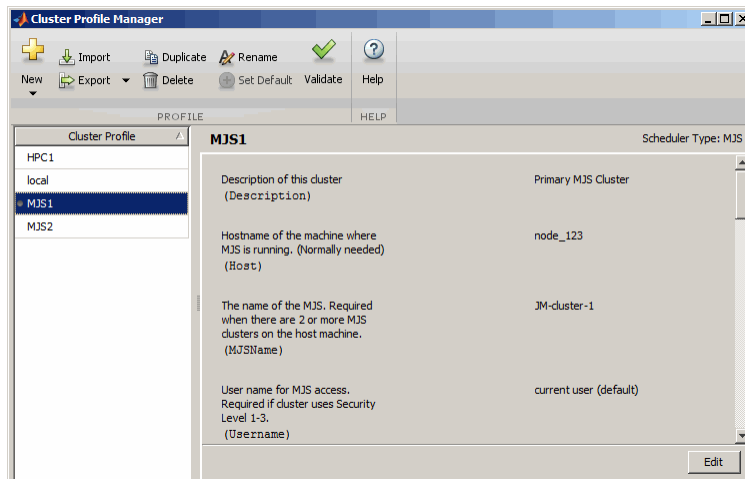 Cluster Profile Manager
Import
Duplicate
Rename
New
Export
Delete
Set Default
Validate
Help
PROFILE
HELP
Cluster Profile
HPC1
local
MJS1
MJS2
MJS1
Scheduler Type: MJS
Description of this cluster
(Description)
Primary MJS Cluster
Hostname of the machine where
MJS is running. (Normally needed)
(Host)
node_123
The name of the MJS. Required
when there are 2 or more MJS
clusters on the host machine.
(MJSName)
JM-cluster-1
User name for MJS access.
Required if cluster uses Security
Level 1-3.
(Username)
current user (default)
Edit